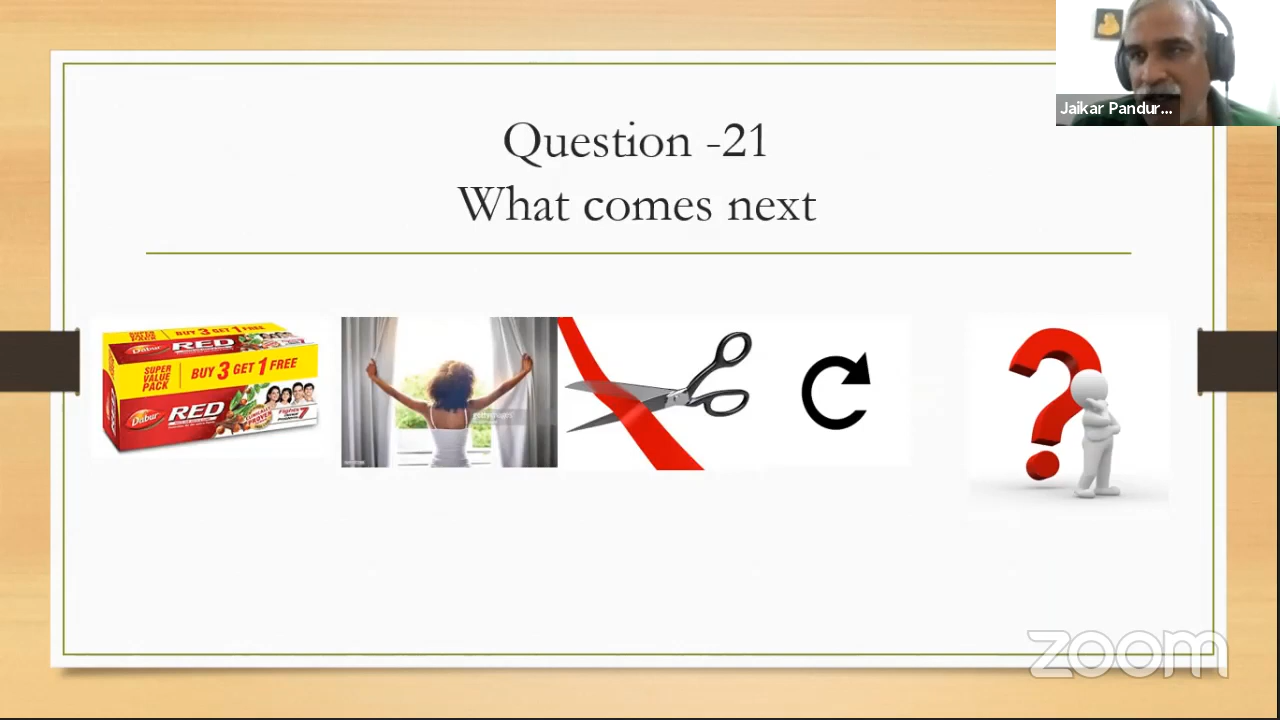 Jaikar Pandur...
Question -21
What comes next
BUY 3 GET 1 FREE
RED
SUPER
VALUE
PACK
BUY 3 GET 1 FREE
Dabur
RED
zoom